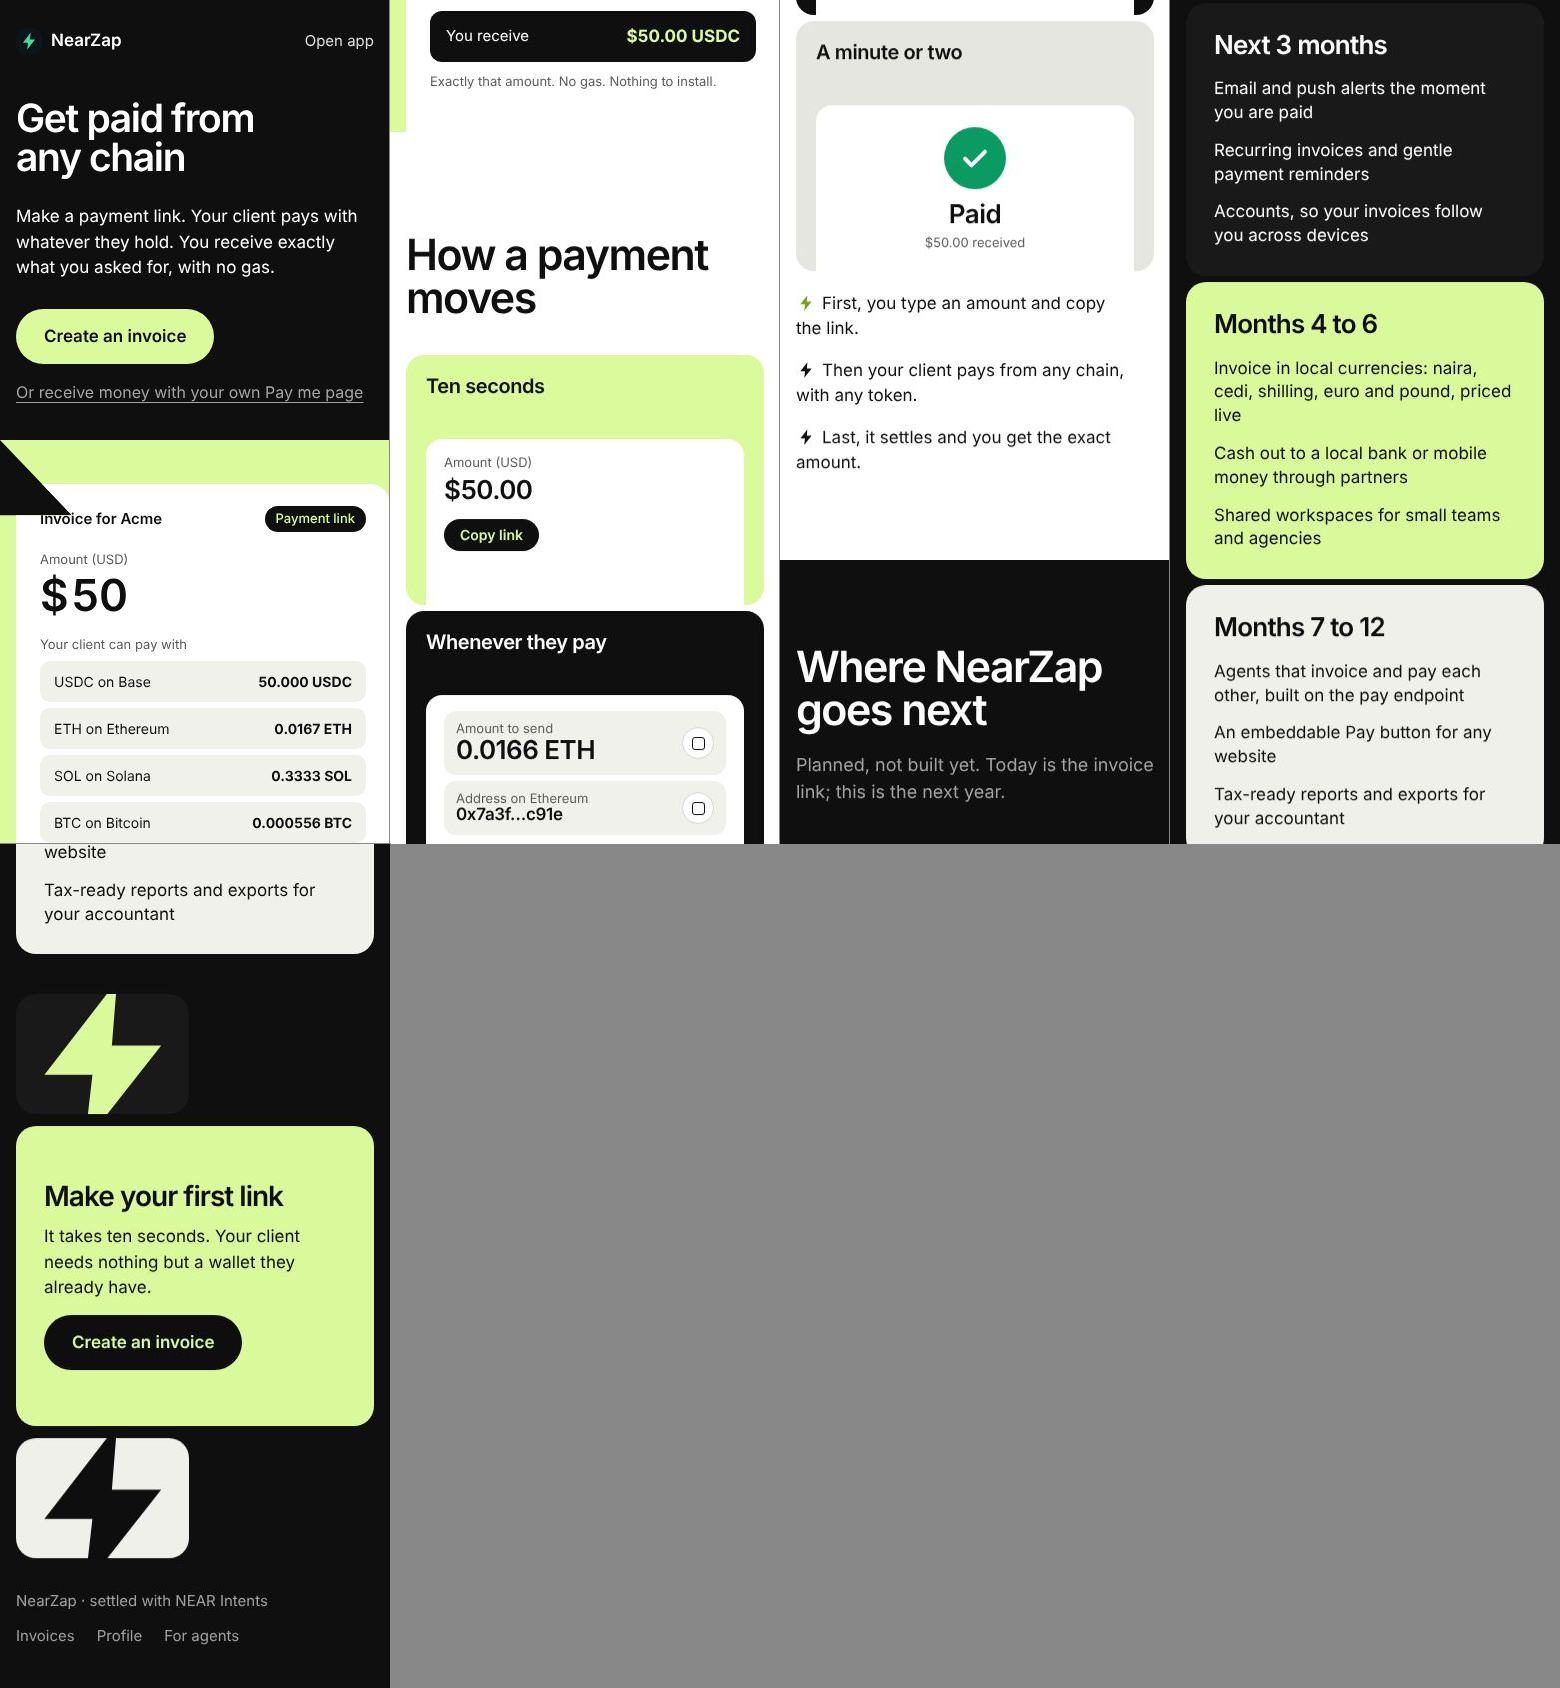 NearZap
Open app
Get paid from
any chain
Make a payment link. Your client pays with
whatever they hold. You receive exactly
what you asked for, with no gas.
Create an invoice
Or receive money with your own Pay me page
Invoice for Acme
Payment link
Amount (USD)
$50
Your client can pay with
USDC on Base
50.000 USDC
ETH on Ethereum
0.0167 ETH
SOL on Solana
0.3333 SOL
BTC on Bitcoin
0.000556 BTC
You receive
$50.00 USDC
Exactly that amount. No gas. Nothing to install.
How a payment
moves
Ten seconds
Amount (USD)
$50.00
Copy link
Whenever they pay
Amount to send
0.0166 ETH
Address on Ethereum
0x7a3f...c91e
A minute or two
Paid
$50.00 received
First, you type an amount and copy
the link.
Then your client pays from any chain,
with any token.
Last, it settles and you get the exact
amount.
Where NearZap
goes next
Planned, not built yet. Today is the invoice
link; this is the next year.
Next 3 months
Email and push alerts the moment
you are paid
Recurring invoices and gentle
payment reminders
Accounts, so your invoices follow
you across devices
Months 4 to 6
Invoice in local currencies: naira,
cedi, shilling, euro and pound, priced
live
Cash out to a local bank or mobile
money through partners
Shared workspaces for small teams
and agencies
Months 7 to 12
Agents that invoice and pay each
other, built on the pay endpoint
An embeddable Pay button for any
website
Tax-ready reports and exports for
your accountant
website
Tax-ready reports and exports for
your accountant
Make your first link
It takes ten seconds. Your client
needs nothing but a wallet they
already have.
Create an invoice
NearZap · settled with NEAR Intents
Invoices
Profile
For agents